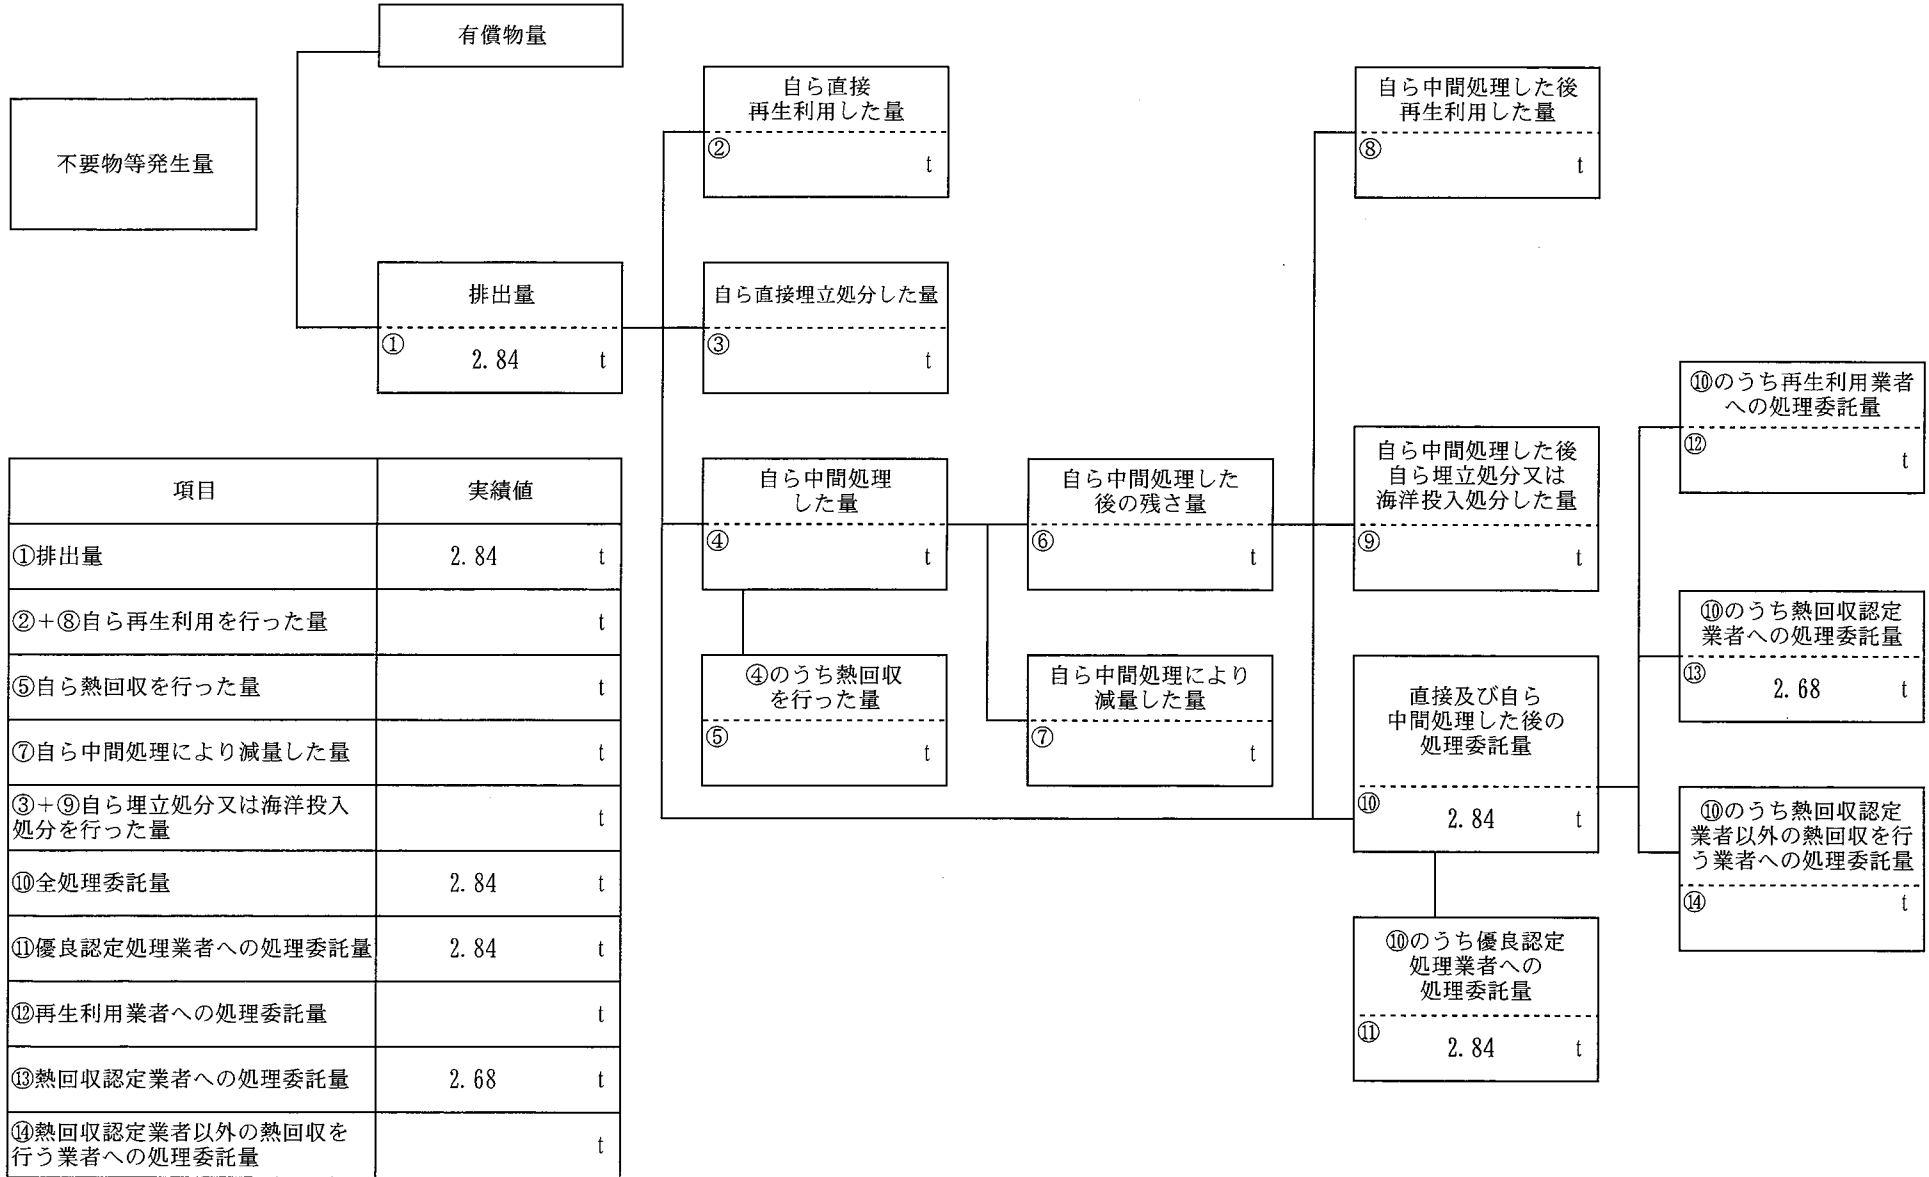 有償物量
不要物等発生量
排出量
① 2.84 t
自ら直接
再生利用した量
② t
自ら直接埋立処分した量
③ t
自ら中間処理
した量
④ t
④のうち熱回収
を行った量
⑤ t
自ら中間処理した
後の残さ量
⑥ t
自ら中間処理により
減量した量
⑦ t
自ら中間処理した後
再生利用した量
⑧ t
自ら中間処理した後
自ら埋立処分又は
海洋投入処分した量
⑨ t
直接及び自ら
中間処理した後の
処理委託量
⑩ 2.84 t
⑩のうち優良認定
処理業者への
処理委託量
⑪ 2.84 t
⑩のうち再生利用業者
への処理委託量
⑫ t
⑩のうち熱回収認定
業者への処理委託量
⑬ 2.68 t
⑩のうち熱回収認定
業者以外の熱回収を行
う業者への処理委託量
⑭ t
項目 実績値
①排出量 2.84 t
②+⑧自ら再生利用を行った量 t
⑤自ら熱回収を行った量 t
⑦自ら中間処理により減量した量 t
③+⑨自ら埋立処分又は海洋投入
処分を行った量 t
⑩全処理委託量 2.84 t
⑪優良認定処理業者への処理委託量 2.84 t
⑫再生利用業者への処理委託量 t
⑬熱回収認定業者への処理委託量 2.68 t
⑭熱回収認定業者以外の熱回収を
行う業者への処理委託量 t